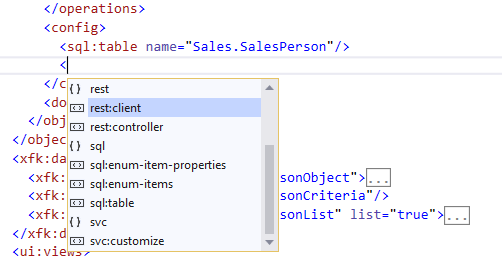 </operations>
<config>
<sql:table name="Sales.SalesPerson"/>
<
{ } rest
rest:client
rest:controller
{ } sql
sql:enum-item-properties
sql:enum-items
sql:table
{ } svc
svc:customize
</c
<do
</obj
</objec
<xfk:da
<xfk: sonObject">...
<xfk: sonCriteria"/>
<xfk: sonList" list="true">...
</xfk:d
<ui:views>